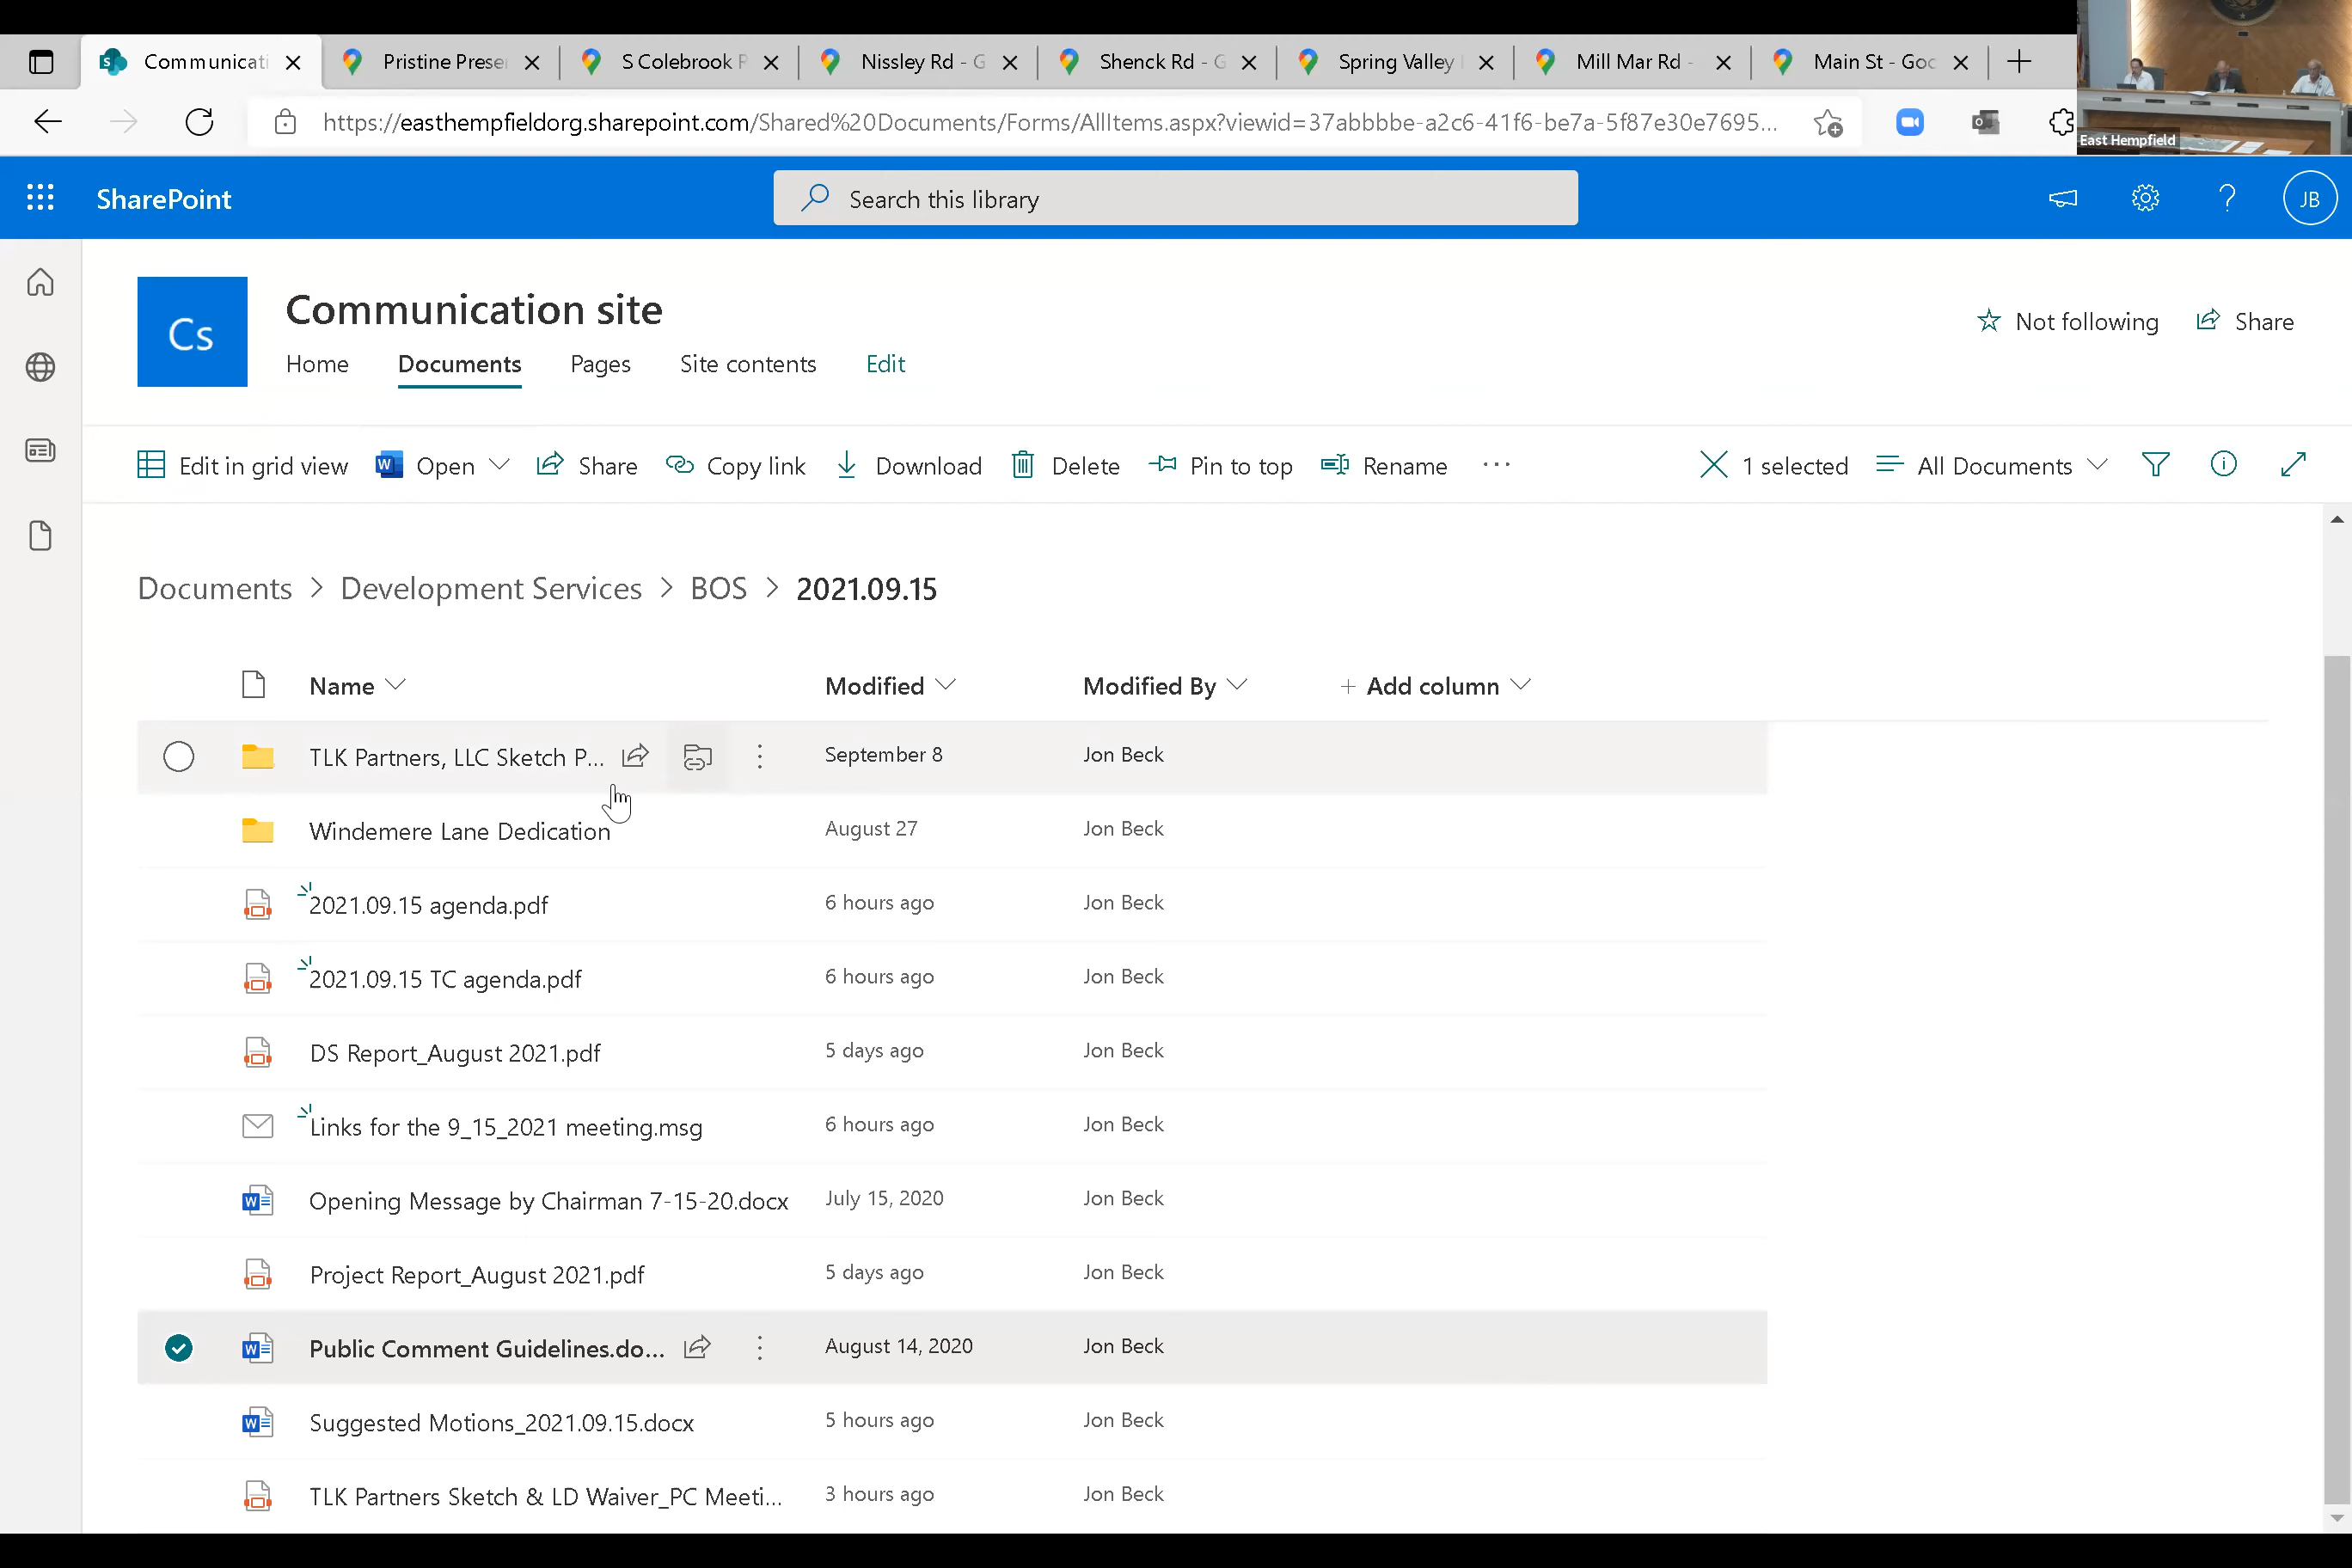 Communicati
Pristine Prese
S Colebrook R
Nissley Rd - G
Shenck Rd - G
Spring Valley
Mill Mar Rd -
Main St - Goo
https://easthempfieldorg.sharepoint.com/Shared%20Documents/Forms/AllItems.aspx?viewid=37abbbbe-a2c6-41f6-be7a-5f87e30e7695...
East Hempfield
SharePoint
Search this library
JB
Cs
Communication site
Home Documents Pages Site contents Edit
Not following Share
Edit in grid view Open Share Copy link Download Delete Pin to top Rename ... 1 selected All Documents
Documents > Development Services > BOS > 2021.09.15
Name Modified Modified By + Add column
TLK Partners, LLC Sketch P... September 8 Jon Beck
Windemere Lane Dedication August 27 Jon Beck
2021.09.15 agenda.pdf 6 hours ago Jon Beck
2021.09.15 TC agenda.pdf 6 hours ago Jon Beck
DS Report_August 2021.pdf 5 days ago Jon Beck
Links for the 9_15_2021 meeting.msg 6 hours ago Jon Beck
Opening Message by Chairman 7-15-20.docx July 15, 2020 Jon Beck
Project Report_August 2021.pdf 5 days ago Jon Beck
Public Comment Guidelines.do... August 14, 2020 Jon Beck
Suggested Motions_2021.09.15.docx 5 hours ago Jon Beck
TLK Partners Sketch & LD Waiver_PC Meeti... 3 hours ago Jon Beck